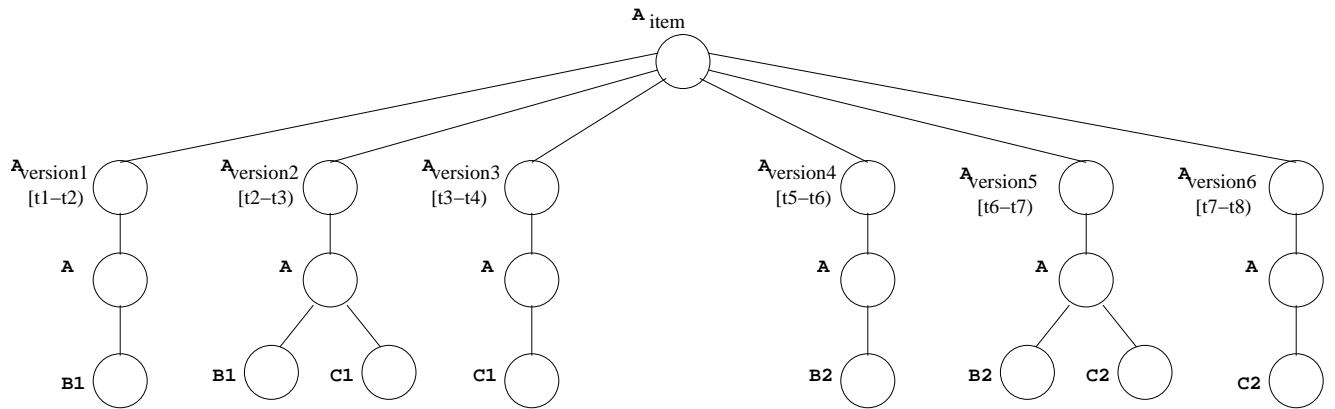 A item
A version1
[t1–t2)
A version2
[t2–t3)
A version3
[t3–t4)
A version4
[t5–t6)
A version5
[t6–t7)
A version6
[t7–t8)
A
A
A
A
A
A
B1
B1
C1
C1
B2
B2
C2
C2